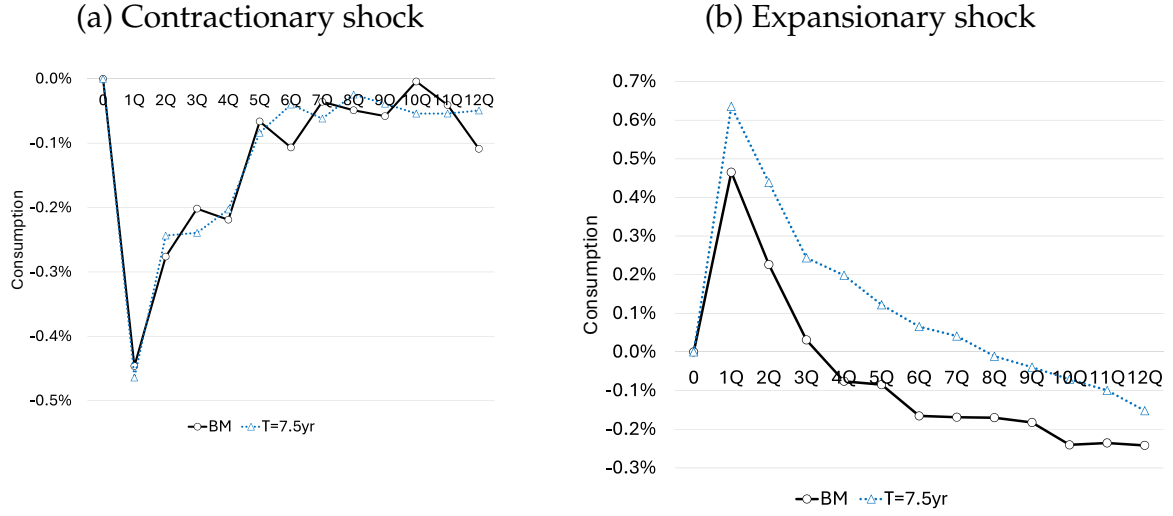 (a) Contractionary shock
0.0%
-0.1%
-0.2%
-0.3%
-0.4%
-0.5%
Consumption
0 1Q 2Q 3Q 4Q 5Q 6Q 7Q 8Q 9Q 10Q 11Q 12Q
BM T=7.5yr
(b) Expansionary shock
0.7%
0.6%
0.5%
0.4%
0.3%
0.2%
0.1%
0.0%
-0.1%
-0.2%
-0.3%
Consumption
0 1Q 2Q 3Q 4Q 5Q 6Q 7Q 8Q 9Q 10Q 11Q 12Q
BM T=7.5yr